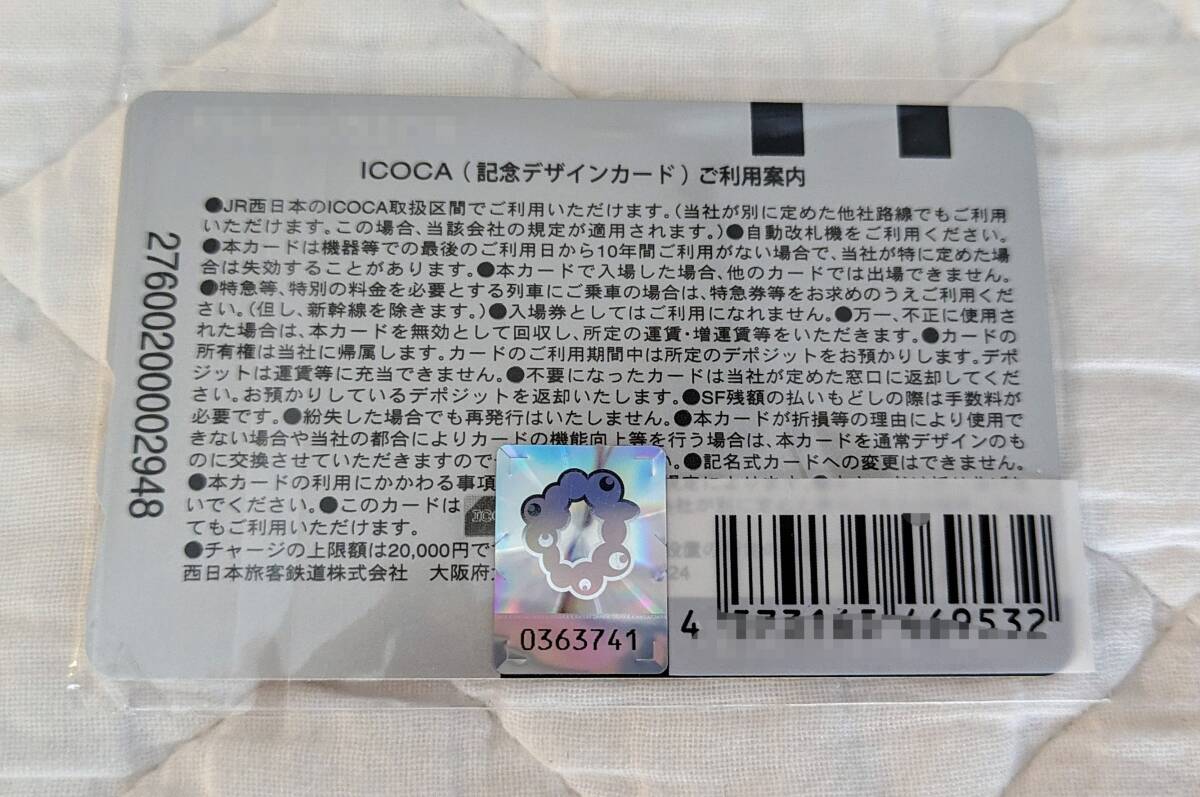 ICOCA（記念デザインカード）ご利用案内
●JR西日本のICOCA取扱区間でご利用いただけます。（当社が別に定めた他社路線でもご利用
いただけます。この場合、当該会社の規定が適用されます。）●自動改札機をご利用ください。
●本カードは機器等での最後のご利用日から10年間ご利用がない場合で、当社が特に定めた場
合は失効することがあります。●本カードで入場した場合、他のカードでは出場できません。
●特急等、特別の料金を必要とする列車にご乗車の場合は、特急券等をお求めのうえご利用くだ
さい。（但し、新幹線を除きます。）●入場券としてはご利用になれません。●万一、不正に使用さ
れた場合は、本カードを無効として回収し、所定の運賃・増運賃等をいただきます。●カードの
所有権は当社に帰属します。カードのご利用期間中は所定のデポジットをお預かりします。デポ
ジットは運賃等に充当できません。●不要になったカードは当社が定めた窓口に返却してくだ
さい。お預かりしているデポジットを返却いたします。●SF残額の払いもどしの際は手数料が
必要です。●紛失した場合でも再発行はいたしません。●本カードが折損等の理由により使用で
きない場合や当社の都合によりカードの機能向上等を行う場合は、本カードを通常デザインのも
のに交換させていただきますので い。●記名式カードへの変更はできません。
●本カードの利用にかかわる事項
いでください。●このカードは
てもご利用いただけます。
●チャージの上限額は20,000円で
西日本旅客鉄道株式会社 大阪府 24
27600200002948
0363741